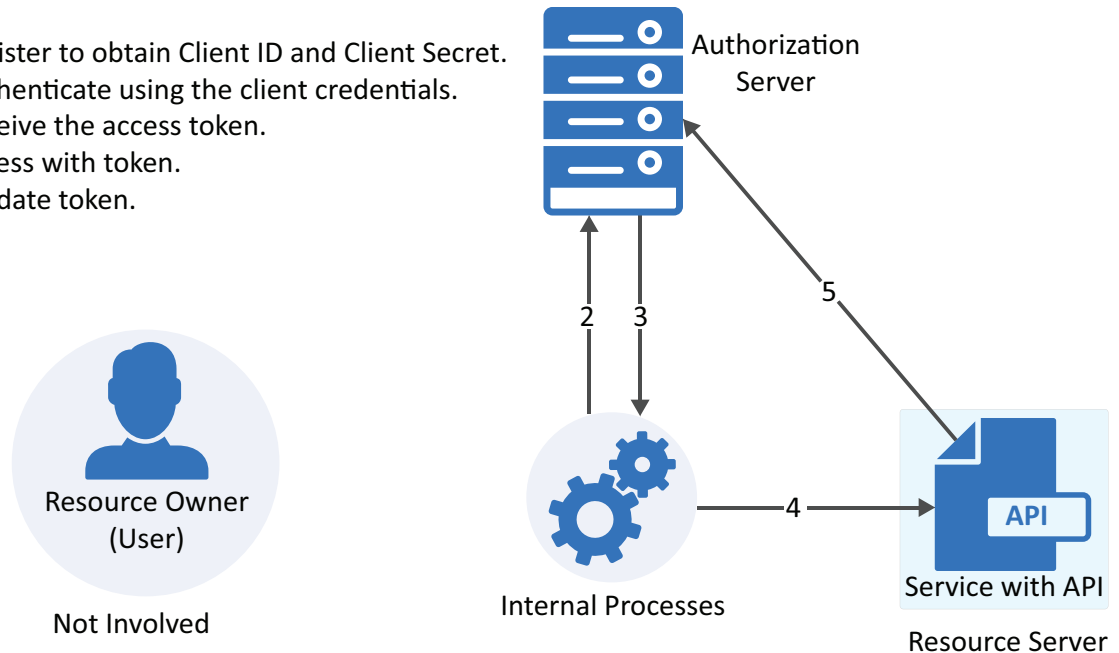 ister to obtain Client ID and Client Secret.
henticate using the client credentials.
eive the access token.
ess with token.
date token.
Authorization
Server
2
3
5
4
Resource Owner
(User)
Not Involved
Internal Processes
API
Service with API
Resource Server